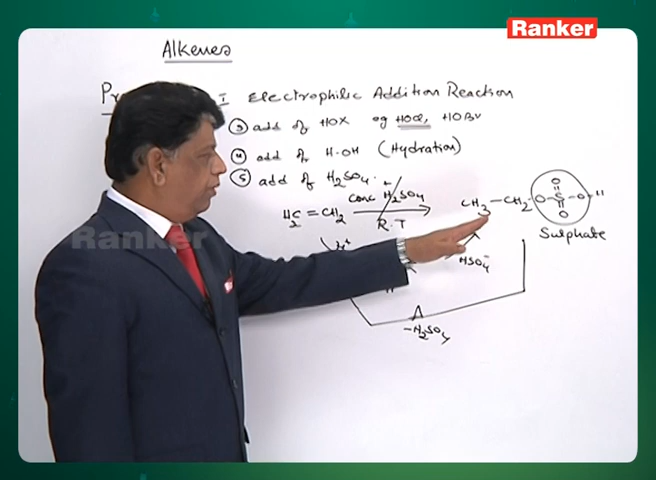 Ranker
Alkenes
I Electrophilic Addition Reaction
③ add of HOX eg HOCl, HOBr
④ add of H-OH (Hydration)
⑤ add of H2SO4.
H2C=CH2 Conc H2SO4 R.T CH3-CH2-O-S-O-H
O
O
Sulphate
HSO4-
H+
Δ
-H2SO4
Ranker
Ranker